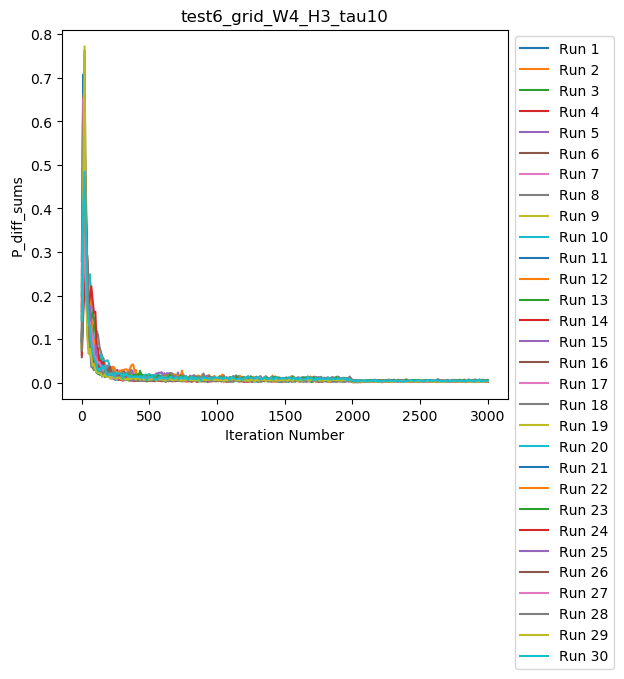 test6_grid_W4_H3_tau10
P_diff_sums
0.8
0.7
0.6
0.5
0.4
0.3
0.2
0.1
0.0
0 500 1000 1500 2000 2500 3000
Iteration Number
Run 1
Run 2
Run 3
Run 4
Run 5
Run 6
Run 7
Run 8
Run 9
Run 10
Run 11
Run 12
Run 13
Run 14
Run 15
Run 16
Run 17
Run 18
Run 19
Run 20
Run 21
Run 22
Run 23
Run 24
Run 25
Run 26
Run 27
Run 28
Run 29
Run 30